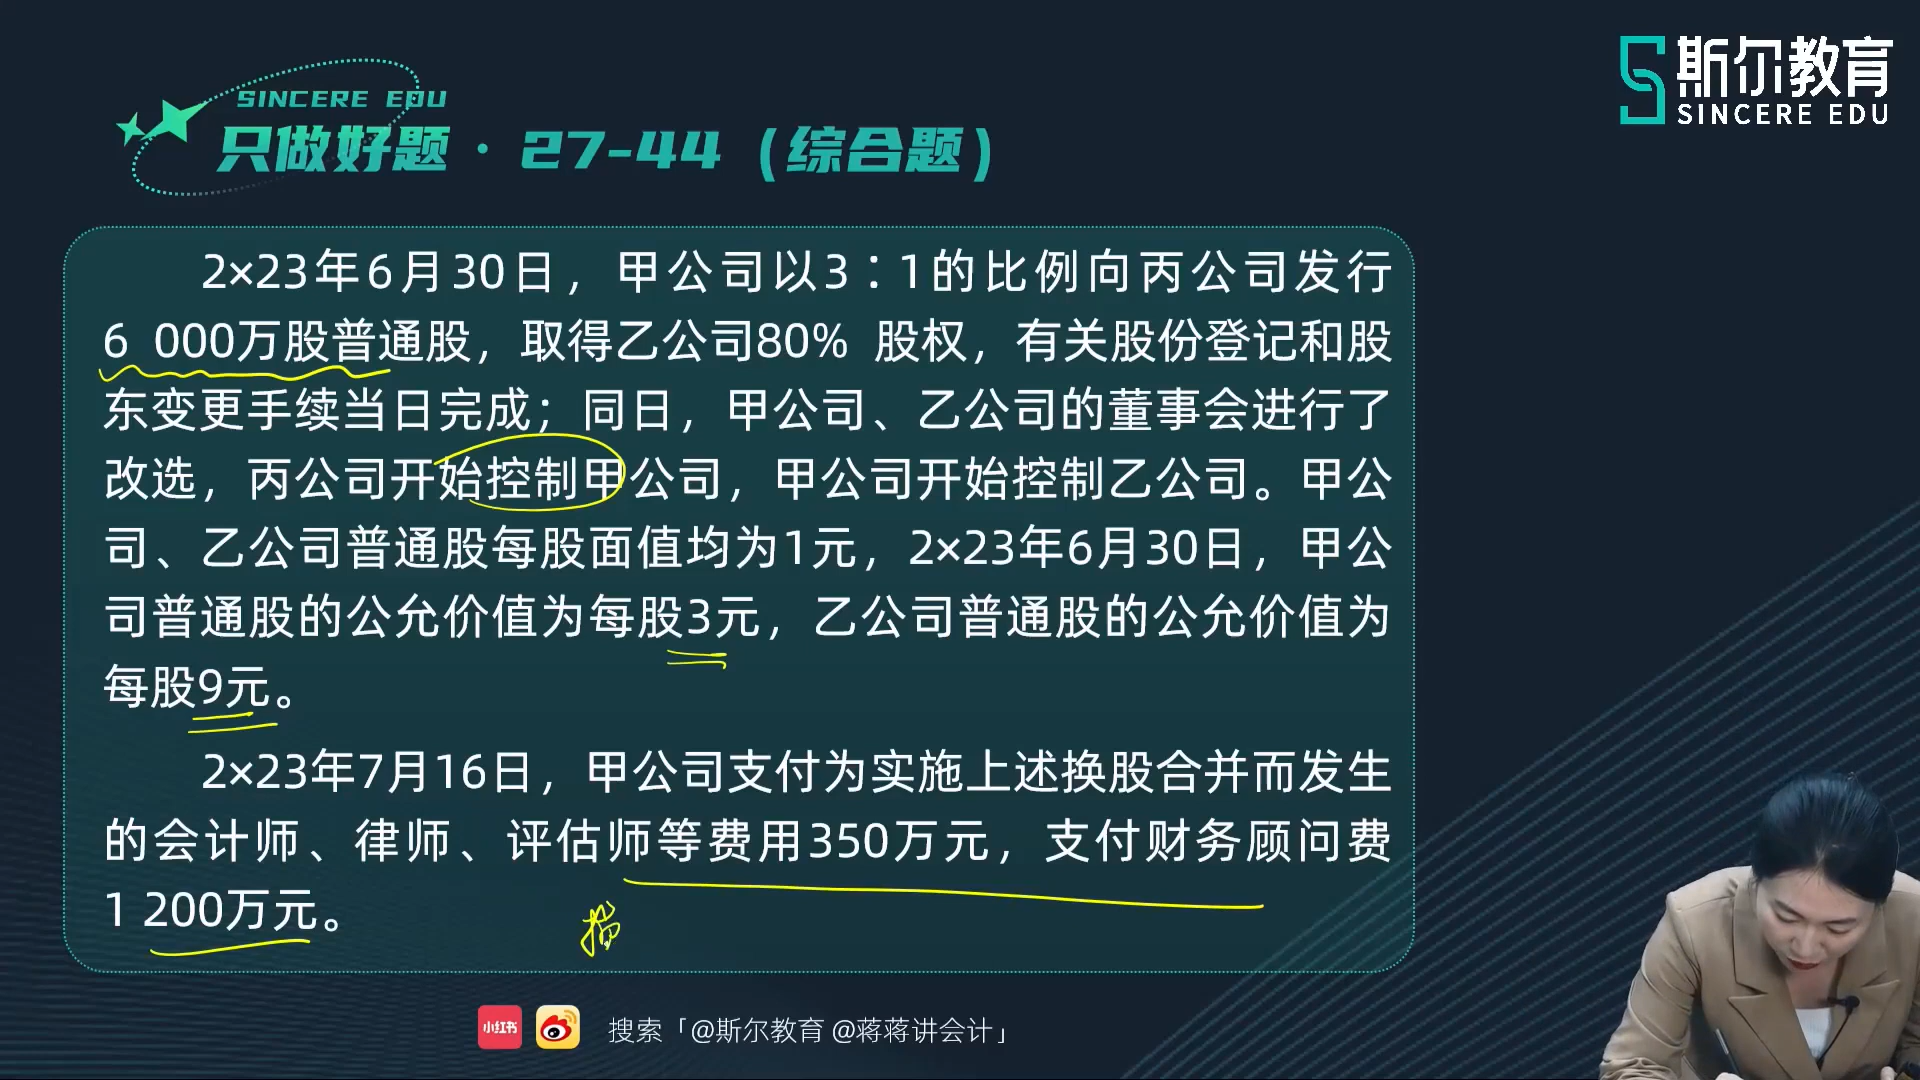 SINCERE EDU
只做好题·27-44（综合题）
斯尔教育
SINCERE EDU
2×23年6月30日，甲公司以3∶1的比例向丙公司发行
6 000万股普通股，取得乙公司80% 股权，有关股份登记和股
东变更手续当日完成；同日，甲公司、乙公司的董事会进行了
改选，丙公司开始控制甲公司，甲公司开始控制乙公司。甲公
司、乙公司普通股每股面值均为1元，2×23年6月30日，甲公
司普通股的公允价值为每股3元，乙公司普通股的公允价值为
每股9元。
2×23年7月16日，甲公司支付为实施上述换股合并而发生
的会计师、律师、评估师等费用350万元，支付财务顾问费
1 200万元。
小红书
搜索「@斯尔教育 @蒋蒋讲会计」